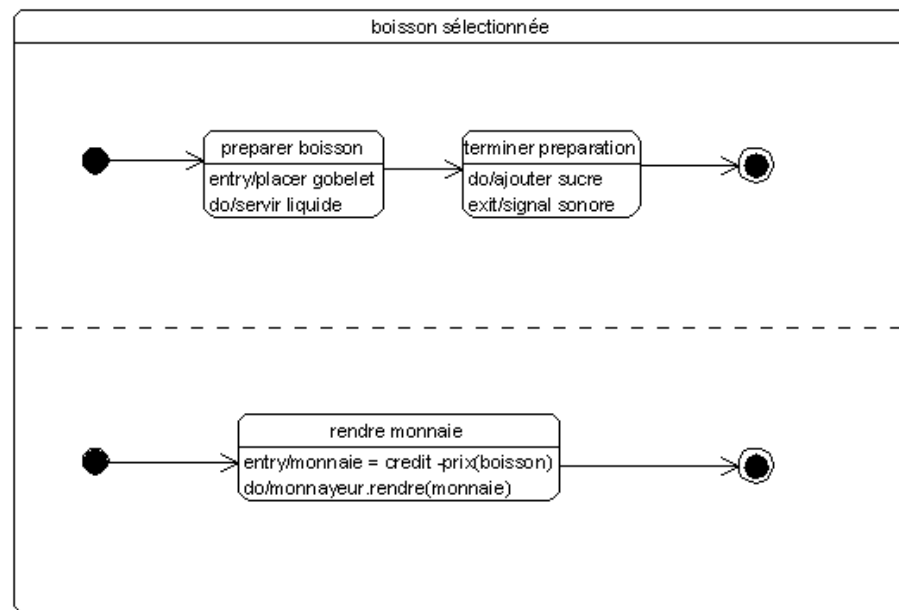 boisson sélectionnée
preparer boisson
entry/placer gobelet
do/servir liquide
terminer preparation
do/ajouter sucre
exit/signal sonore
rendre monnaie
entry/monnaie = credit -prix(boisson)
do/monnayeur.rendre(monnaie)